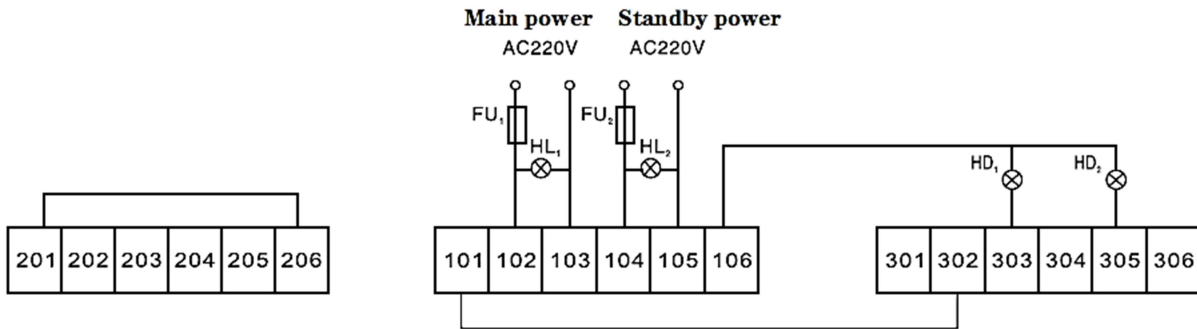 Main power Standby power
AC220V AC220V
FU₁ FU₂
HL₁ HL₂
HD₁ HD₂
201 202 203 204 205 206
101 102 103 104 105 106
301 302 303 304 305 306